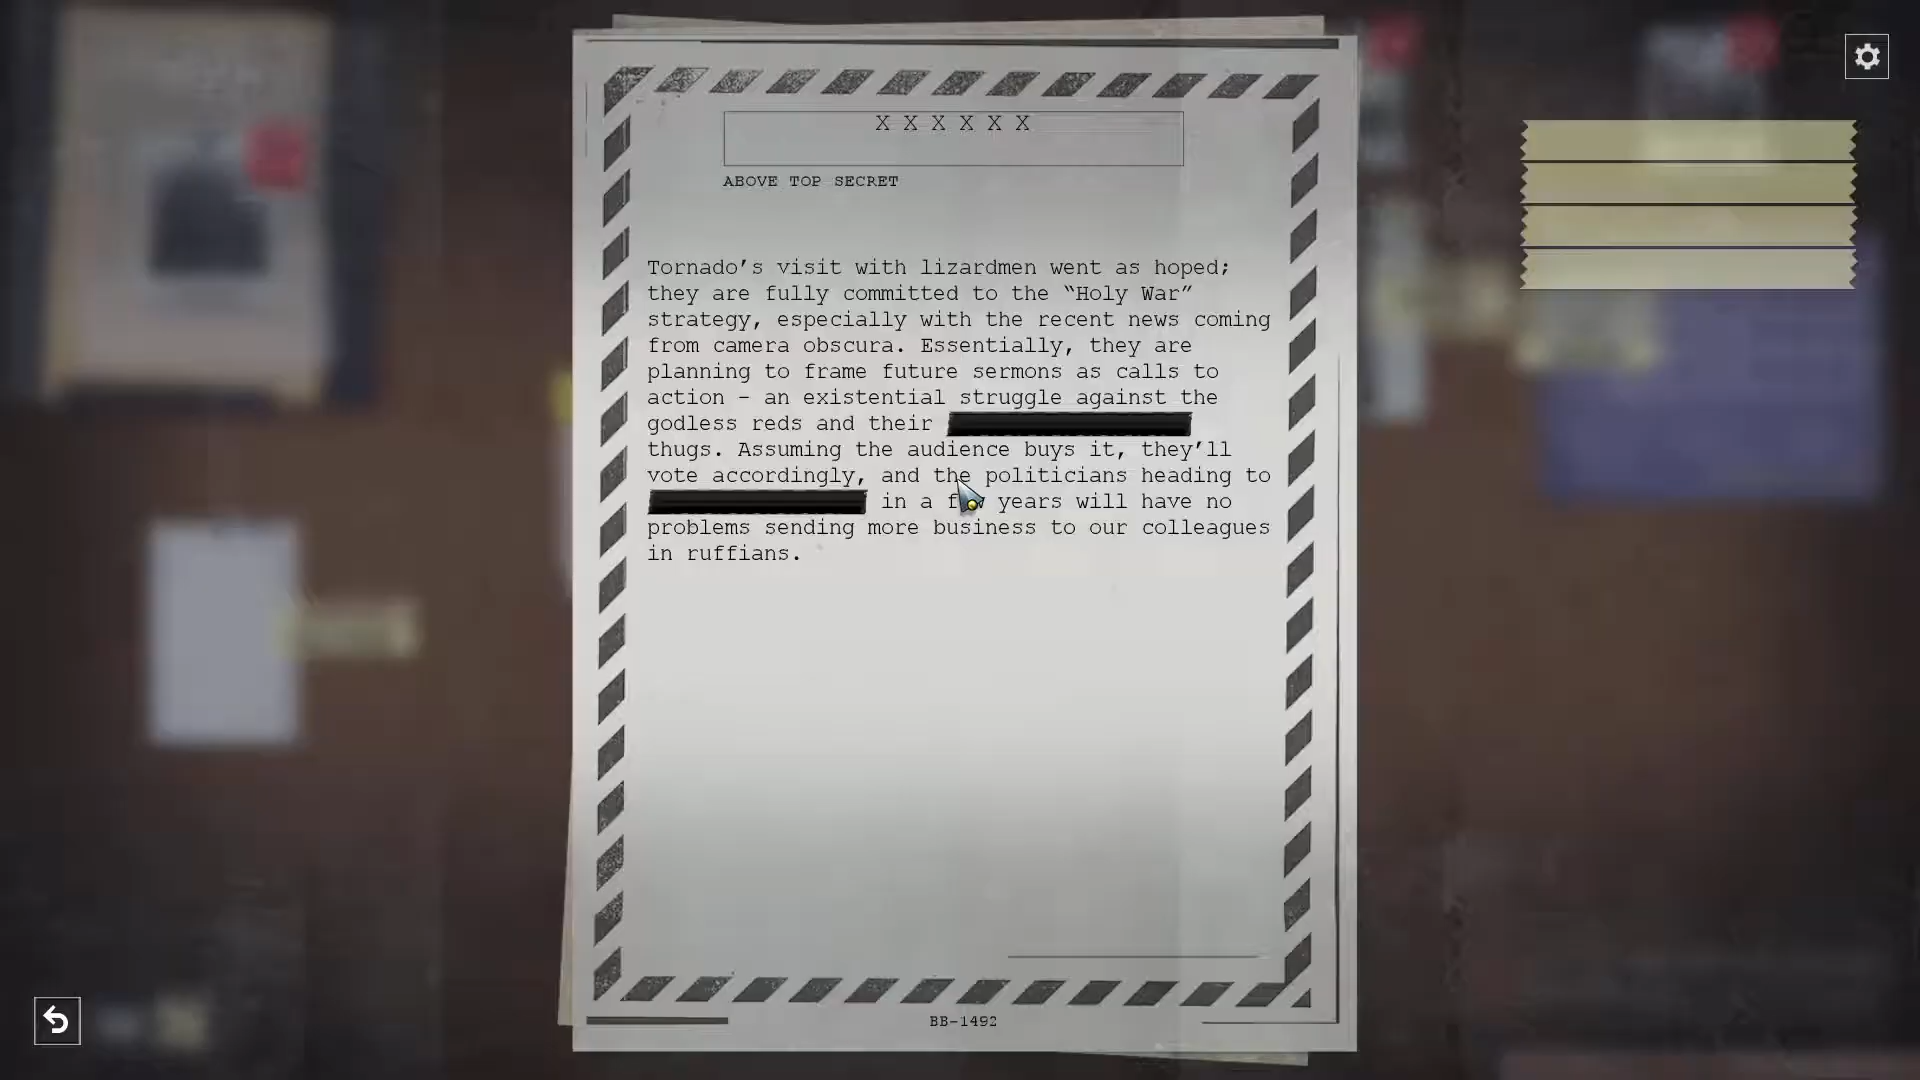 X X X X X X
ABOVE TOP SECRET
Tornado’s visit with lizardmen went as hoped;
they are fully committed to the “Holy War”
strategy, especially with the recent news coming
from camera obscura. Essentially, they are
planning to frame future sermons as calls to
action – an existential struggle against the
godless reds and their
thugs. Assuming the audience buys it, they’ll
vote accordingly, and the politicians heading to
in a few years will have no
problems sending more business to our colleagues
in ruffians.
BB-1492